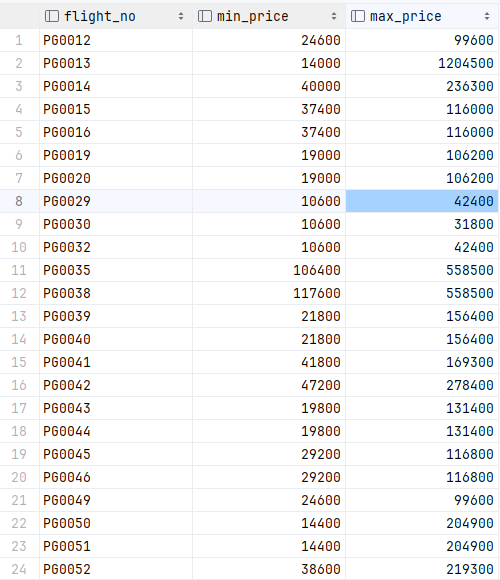 flight_no min_price max_price
1 PG0012 24600 99600
2 PG0013 14000 1204500
3 PG0014 40000 236300
4 PG0015 37400 116000
5 PG0016 37400 116000
6 PG0019 19000 106200
7 PG0020 19000 106200
8 PG0029 10600 42400
9 PG0030 10600 31800
10 PG0032 10600 42400
11 PG0035 106400 558500
12 PG0038 117600 558500
13 PG0039 21800 156400
14 PG0040 21800 156400
15 PG0041 41800 169300
16 PG0042 47200 278400
17 PG0043 19800 131400
18 PG0044 19800 131400
19 PG0045 29200 116800
20 PG0046 29200 116800
21 PG0049 24600 99600
22 PG0050 14400 204900
23 PG0051 14400 204900
24 PG0052 38600 219300